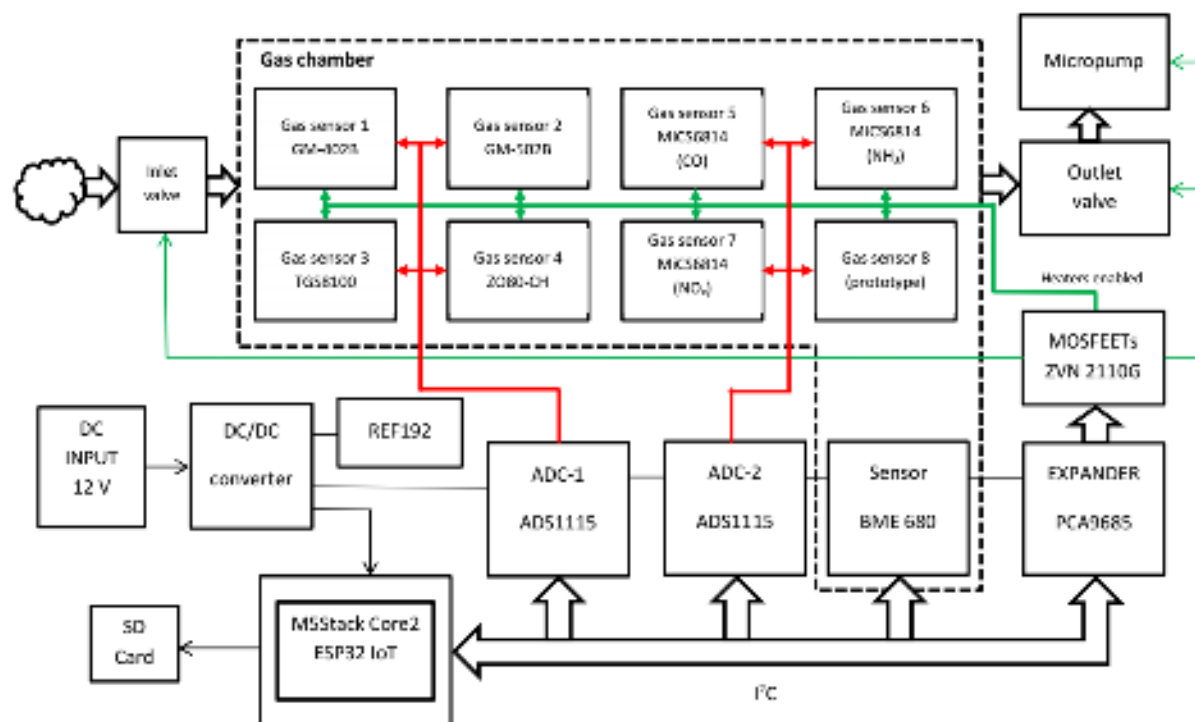 Gas chamber
Micropump
Gas sensor 1
GM-402B
Gas sensor 2
GM-502B
Gas sensor 5
MiCS6814
(CO)
Gas sensor 6
MiCS6814
(NH₃)
Inlet
valve
Outlet
valve
Gas sensor 3
TGS8100
Gas sensor 4
ZO80-CH
Gas sensor 7
MiCS6814
Gas sensor 8
(prototype)
Heaters enabled
MOSFEETs
ZVN 2110G
DC
INPUT
12 V
DC/DC
converter
REF192
ADC-1
ADS1115
ADC-2
ADS1115
Sensor
BME 680
EXPANDER
PCA9685
SD
Card
M5Stack Core2
ESP32 IoT
I²C